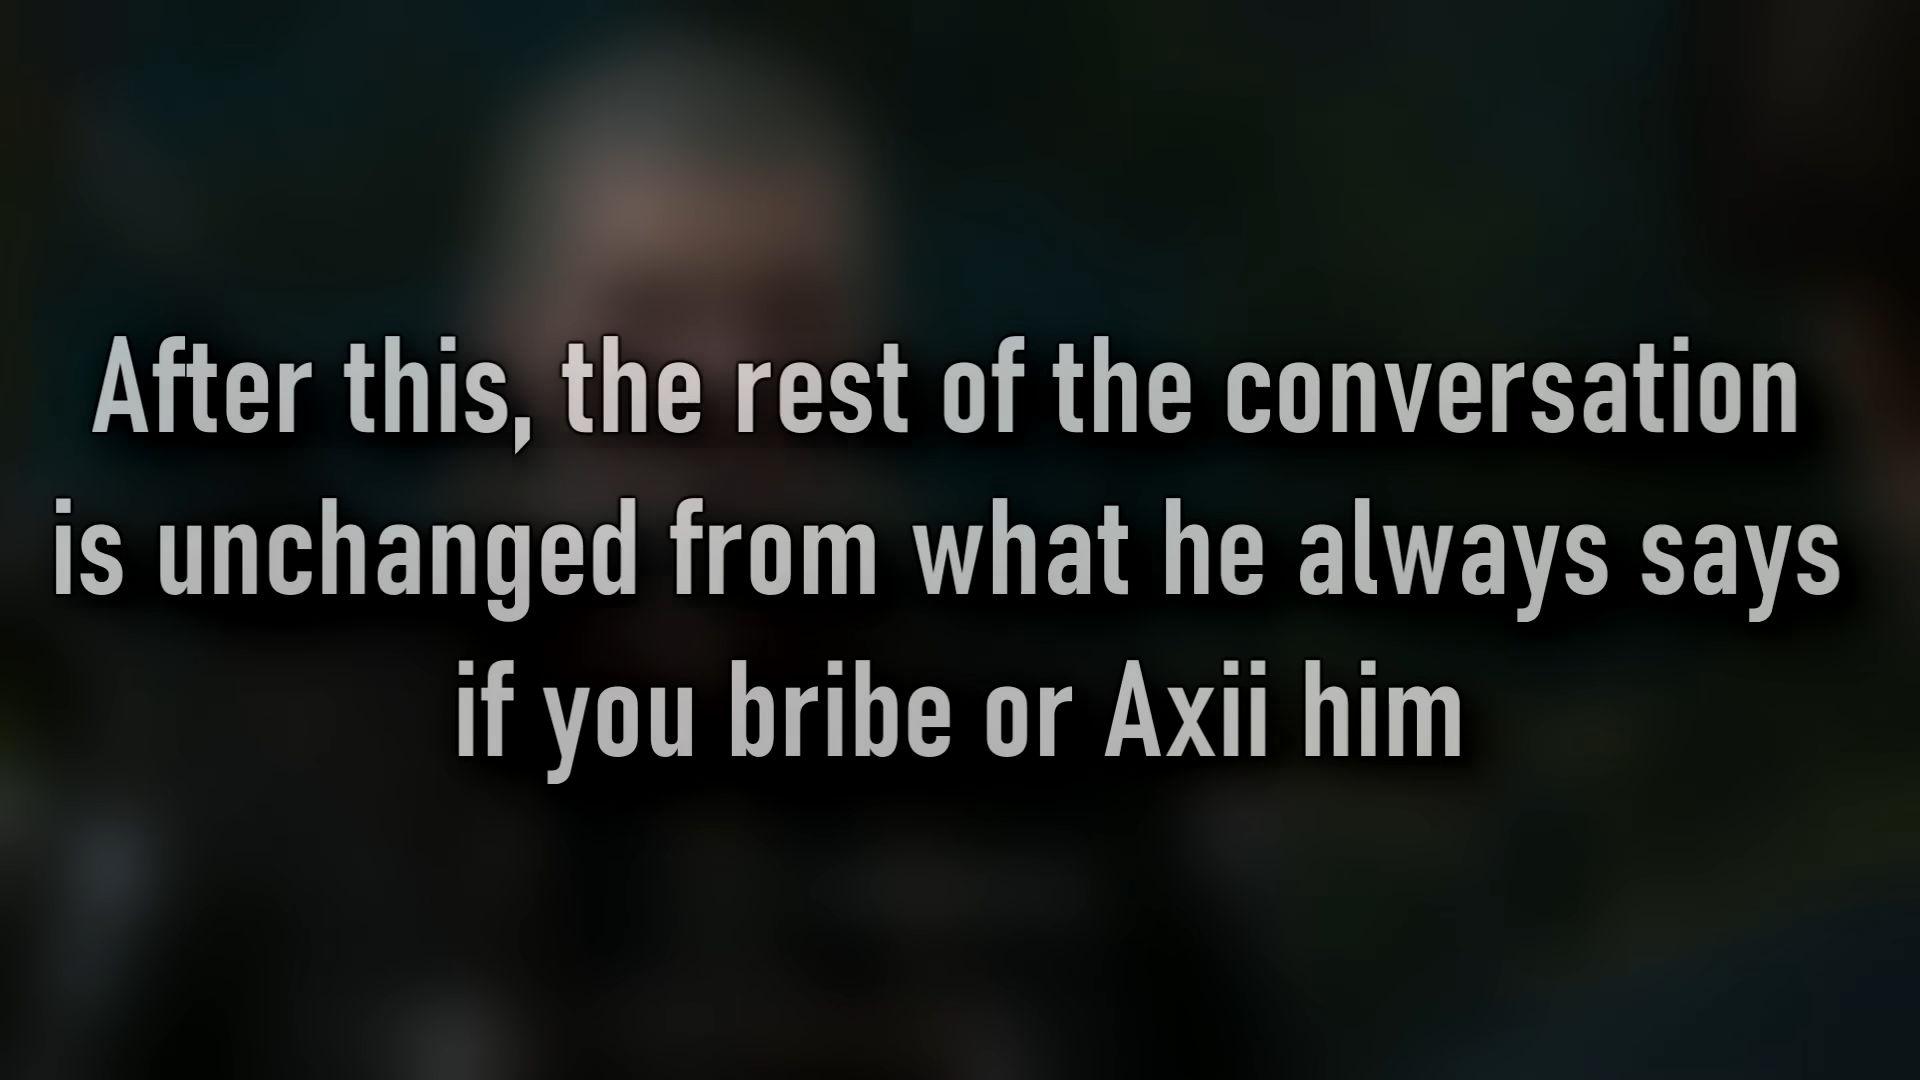 After this, the rest of the conversation
is unchanged from what he always says
if you bribe or Axii him